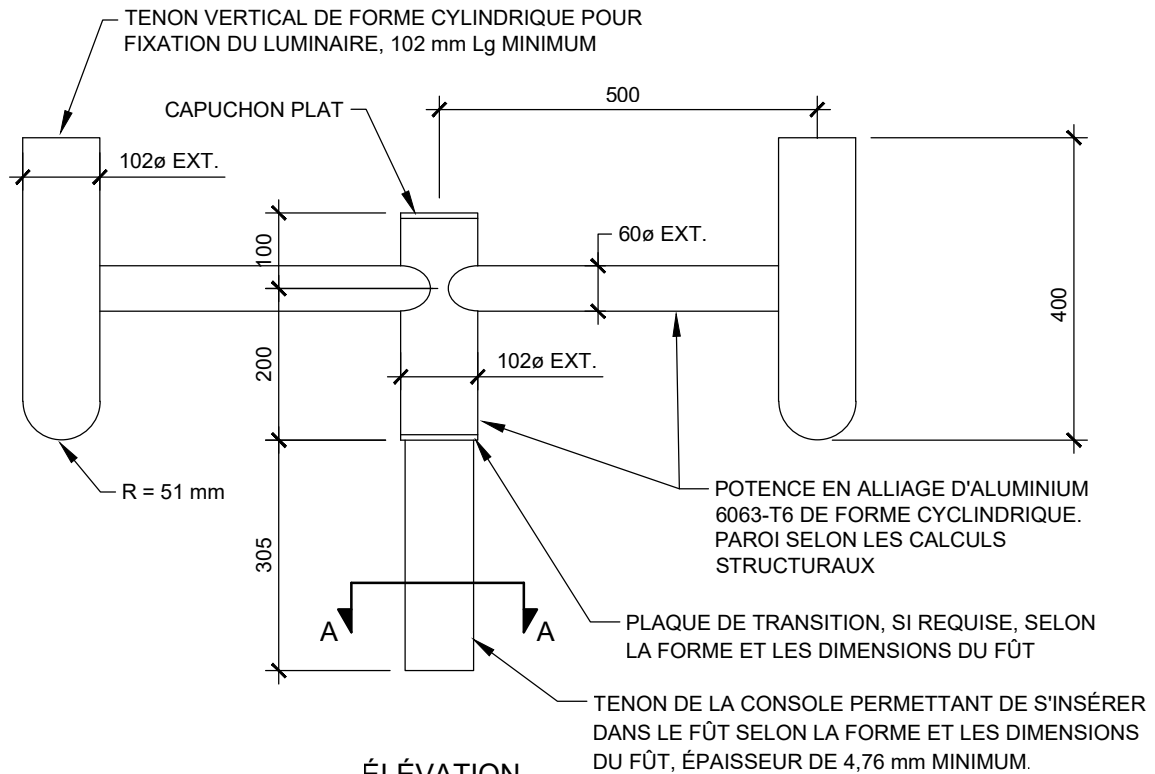 TENON VERTICAL DE FORME CYLINDRIQUE POUR
FIXATION DU LUMINAIRE, 102 mm Lg MINIMUM
500
CAPUCHON PLAT
102ø EXT.
60ø EXT.
100
400
200
102ø EXT.
R = 51 mm
POTENCE EN ALLIAGE D'ALUMINIUM
6063-T6 DE FORME CYCLINDRIQUE.
PAROI SELON LES CALCULS
STRUCTURAUX
305
A
A
PLAQUE DE TRANSITION, SI REQUISE, SELON
LA FORME ET LES DIMENSIONS DU FÛT
TENON DE LA CONSOLE PERMETTANT DE S'INSÉRER
DANS LE FÛT SELON LA FORME ET LES DIMENSIONS
DU FÛT, ÉPAISSEUR DE 4,76 mm MINIMUM.
ÉLÉVATION